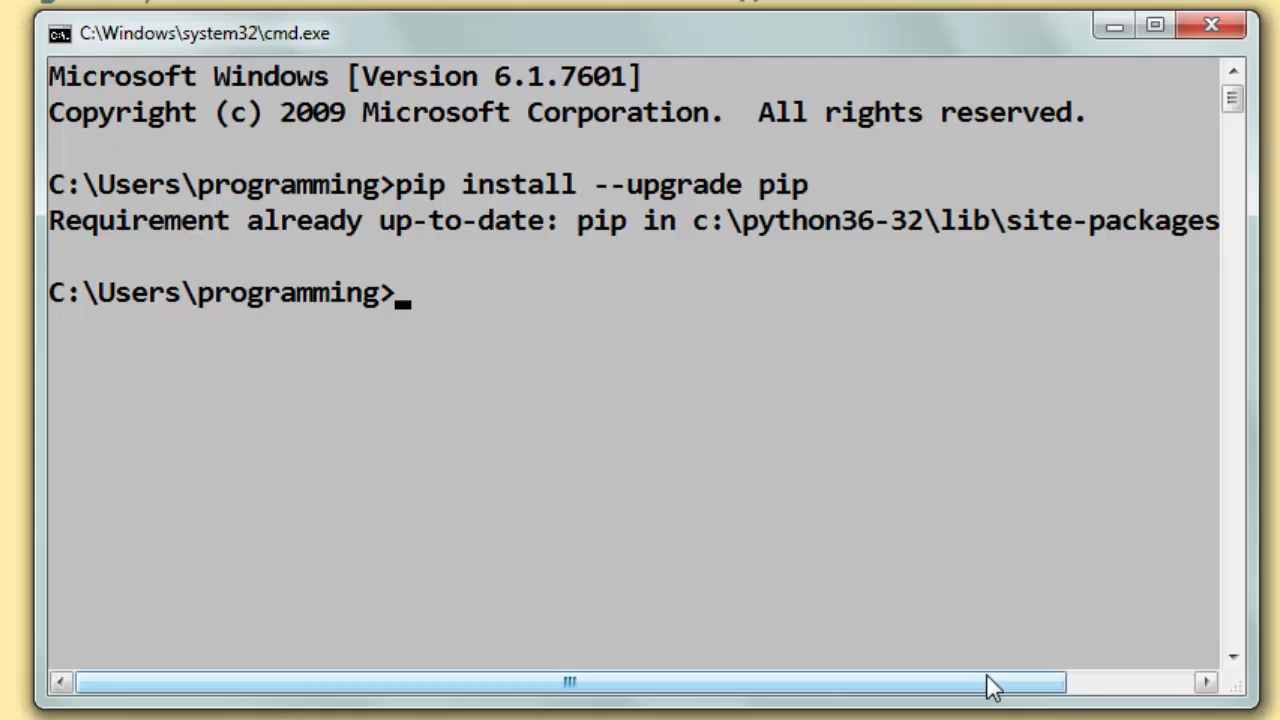 C:\Windows\system32\cmd.exe
Microsoft Windows [Version 6.1.7601]
Copyright (c) 2009 Microsoft Corporation.  All rights reserved.
C:\Users\programming>pip install --upgrade pip
Requirement already up-to-date: pip in c:\python36-32\lib\site-packages
C:\Users\programming>